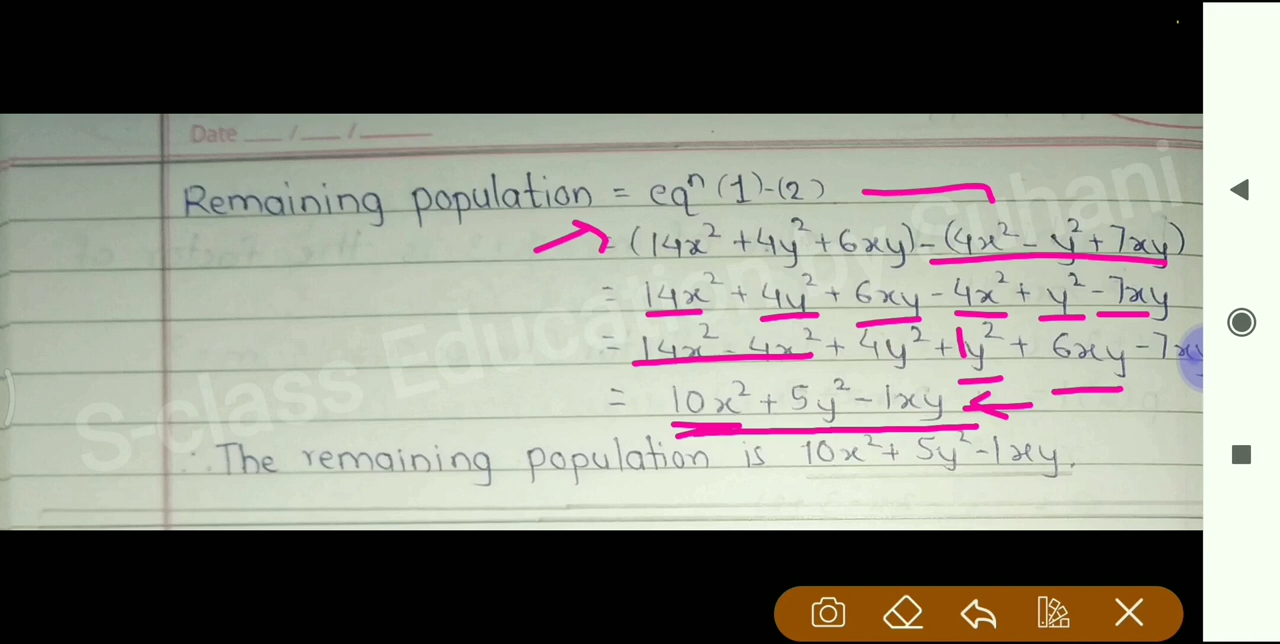 Date __/__/____
Remaining population = eqⁿ (1)-(2)
= (14x² + 4y² + 6xy) - (4x² - y² + 7xy)
= 14x² + 4y² + 6xy - 4x² + y² - 7xy
= 14x² - 4x² + 4y² + 1y² + 6xy - 7xy
= 10x² + 5y² - 1xy
∴ The remaining population is 10x² + 5y² - 1xy.
S-class Education by Suhani